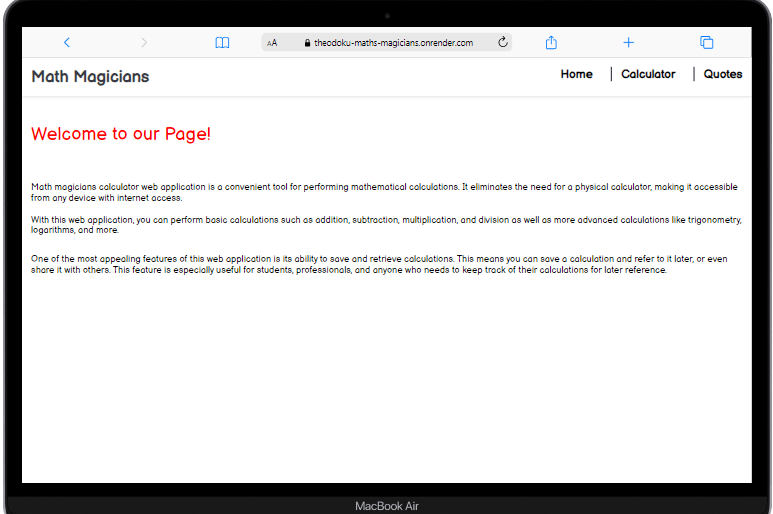 AA theodoku-maths-magicians.onrender.com
Math Magicians Home | Calculator | Quotes
Welcome to our Page!
Math magicians calculator web application is a convenient tool for performing mathematical calculations. It eliminates the need for a physical calculator, making it accessible
from any device with internet access.
With this web application, you can perform basic calculations such as addition, subtraction, multiplication, and division as well as more advanced calculations like trigonometry,
logarithms, and more.
One of the most appealing features of this web application is its ability to save and retrieve calculations. This means you can save a calculation and refer to it later, or even
share it with others. This feature is especially useful for students, professionals, and anyone who needs to keep track of their calculations for later reference.
MacBook Air